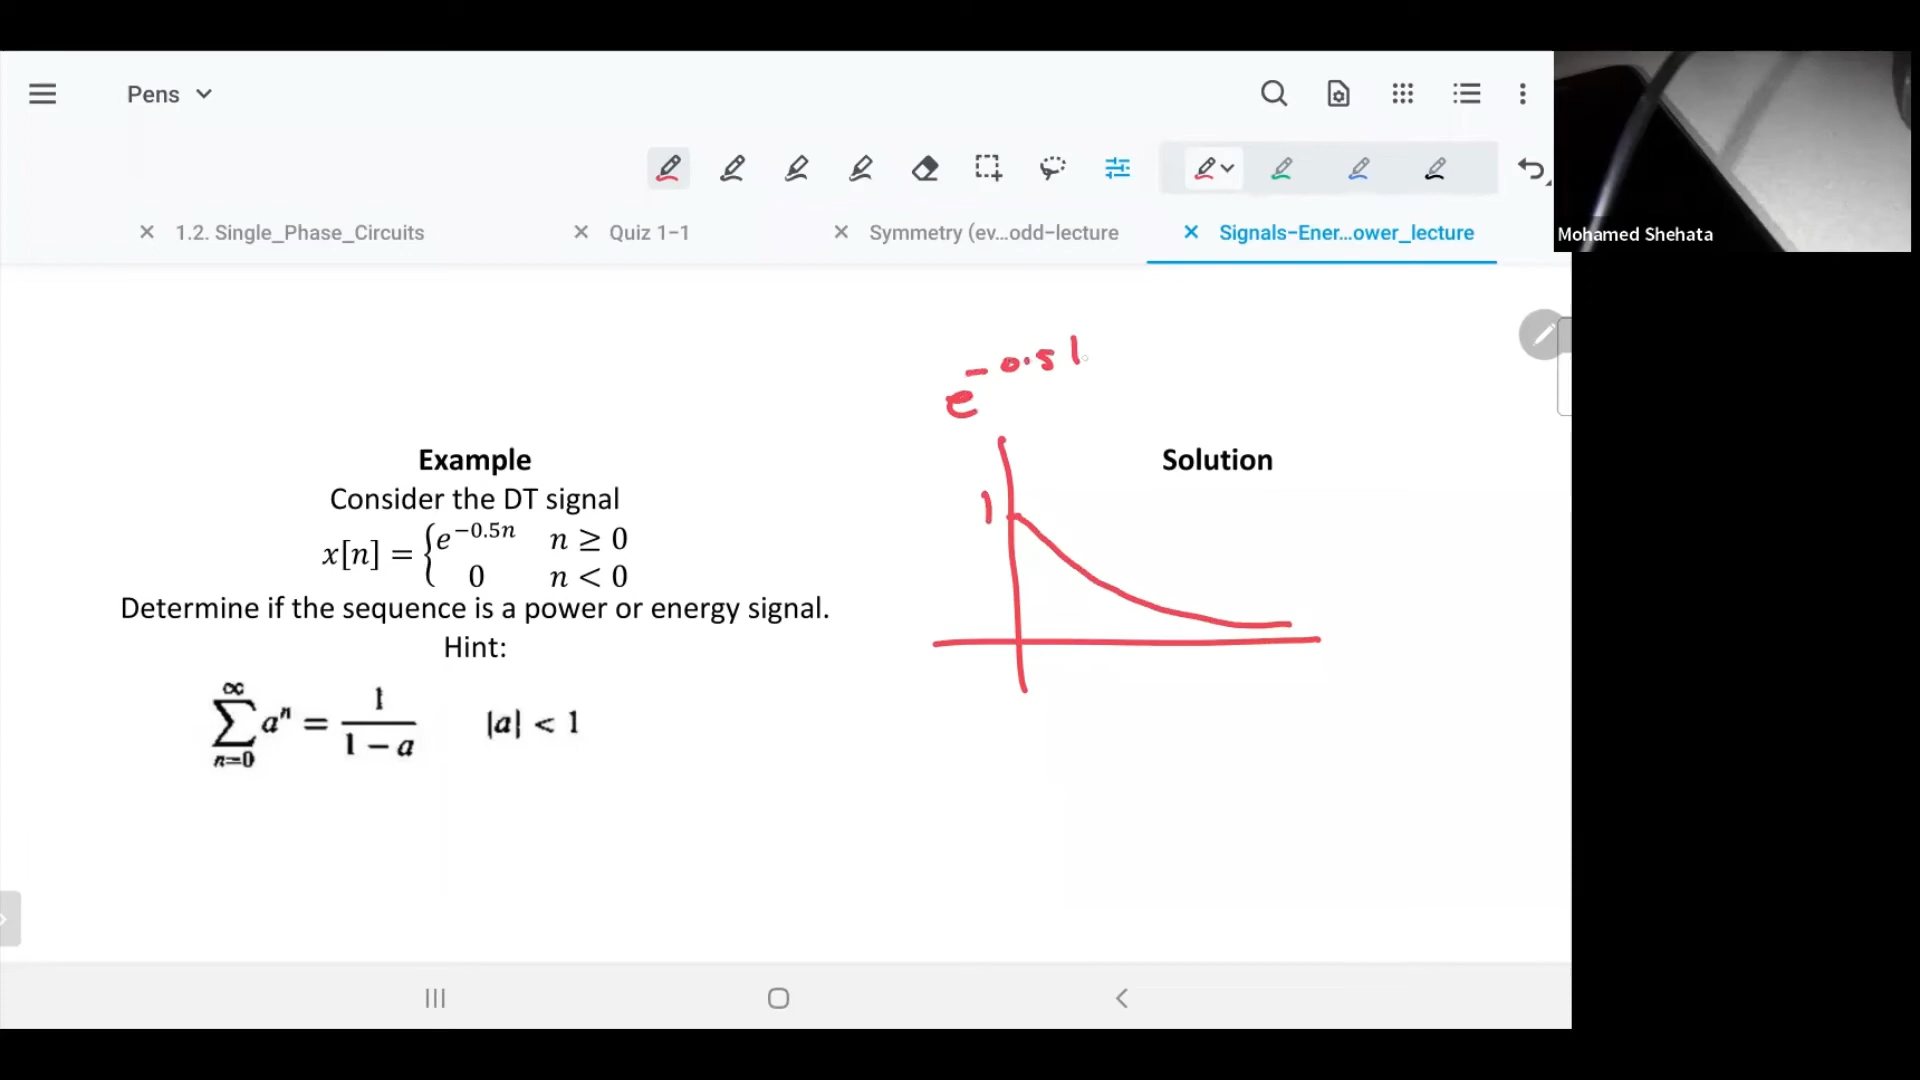 Pens
1.2. Single_Phase_Circuits
Quiz 1-1
Symmetry (ev...odd-lecture
Signals-Ener...ower_lecture
Mohamed Shehata
e^{-0.5 l
Example
Solution
Consider the DT signal
x[n] = { e^{-0.5n} n ≥ 0
0 n < 0
1
Determine if the sequence is a power or energy signal.
Hint:
∑_{n=0}^{∞} a^n = 1/(1 − a) |a| < 1